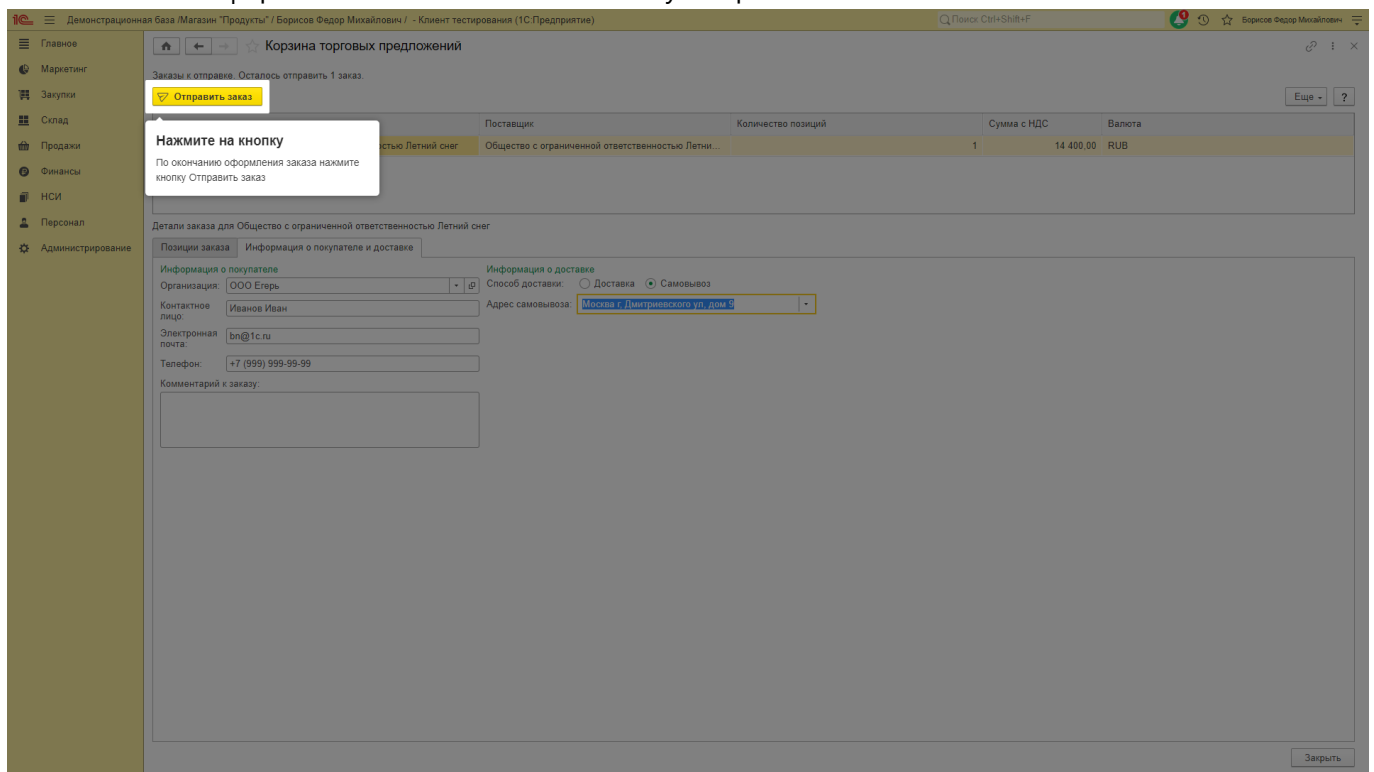 Демонстрационная база /Магазин "Продукты" / Борисов Федор Михайлович / - Клиент тестирования (1С:Предприятие)
Поиск Ctrl+Shift+F
Борисов Федор Михайлович
Главное
Маркетинг
Закупки
Склад
Продажи
Финансы
НСИ
Персонал
Администрирование
Корзина торговых предложений
Заказы к отправке. Осталось отправить 1 заказ.
Отправить заказ
Еще
?
Поставщик Количество позиций Сумма с НДС Валюта
Нажмите на кнопку
По окончанию оформления заказа нажмите
кнопку Отправить заказ
Летний снег Общество с ограниченной ответственностью Летни... 1 14 400,00 RUB
Детали заказа для Общество с ограниченной ответственностью Летний снег
Позиции заказа Информация о покупателе и доставке
Информация о покупателе
Организация: ООО Егерь
Контактное
лицо:
Иванов Иван
Электронная
почта:
bn@1c.ru
Телефон: +7 (999) 999-99-99
Комментарий к заказу:
Информация о доставке
Способ доставки: Доставка Самовывоз
Адрес самовывоза: Москва г, Дмитриевского ул, дом 9
Закрыть